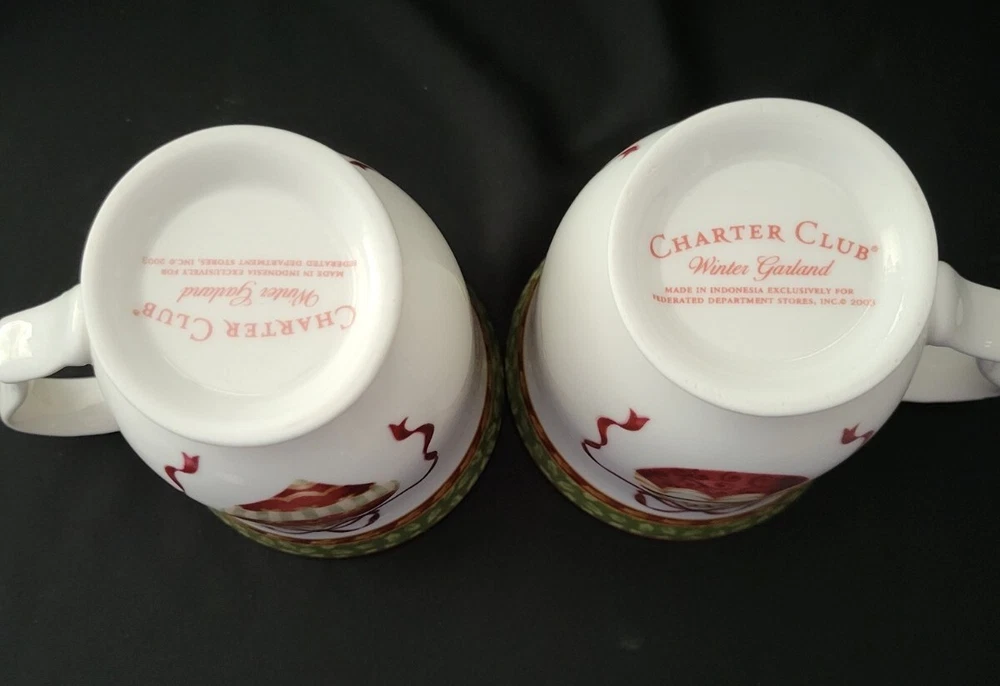 CHARTER CLUB®
Winter Garland
MADE IN INDONESIA EXCLUSIVELY FOR
FEDERATED DEPARTMENT STORES, INC.© 2003
CHARTER CLUB®
Winter Garland
MADE IN INDONESIA EXCLUSIVELY FOR
FEDERATED DEPARTMENT STORES, INC.© 2003